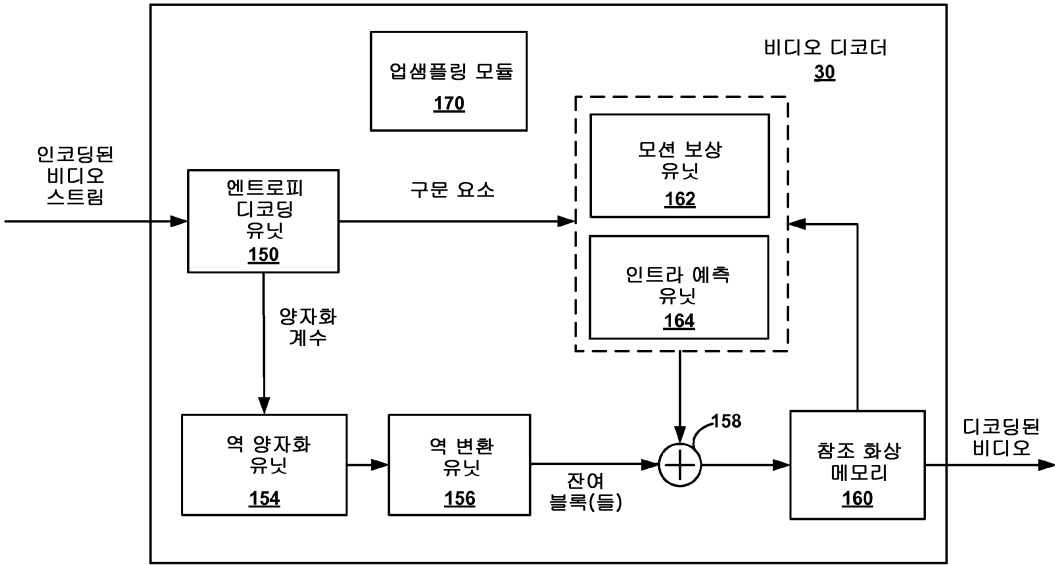 비디오 디코더
30
업샘플링 모듈
170
인코딩된
비디오
스트림
엔트로피
디코딩
유닛
150
구문 요소
모션 보상
유닛
162
인트라 예측
유닛
164
양자화
계수
역 양자화
유닛
154
역 변환
유닛
156
잔여
블록(들)
158
참조 화상
메모리
160
디코딩된
비디오